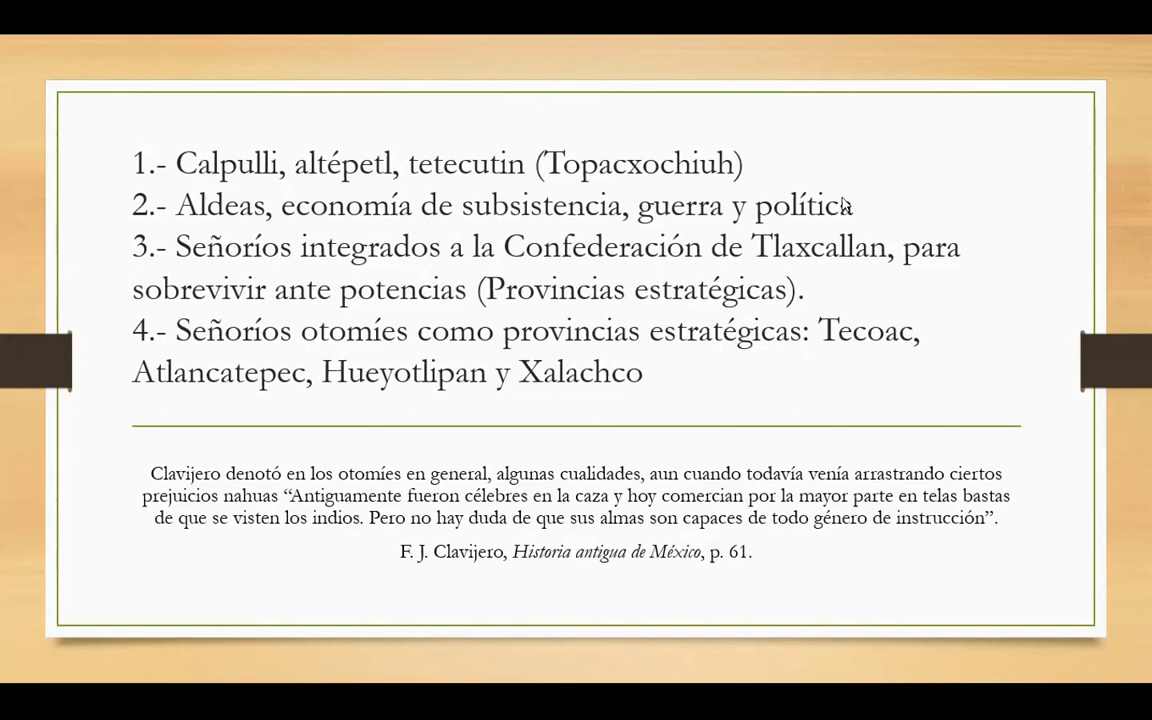 1.- Calpulli, altépetl, tetecutin (Topacxochiuh)
2.- Aldeas, economía de subsistencia, guerra y política
3.- Señoríos integrados a la Confederación de Tlaxcallan, para
sobrevivir ante potencias (Provincias estratégicas).
4.- Señoríos otomíes como provincias estratégicas: Tecoac,
Atlancatepec, Hueyotlipan y Xalachco
Clavijero denotó en los otomíes en general, algunas cualidades, aun cuando todavía venía arrastrando ciertos
prejuicios nahuas “Antiguamente fueron célebres en la caza y hoy comercian por la mayor parte en telas bastas
de que se visten los indios. Pero no hay duda de que sus almas son capaces de todo género de instrucción”.
F. J. Clavijero, Historia antigua de México, p. 61.